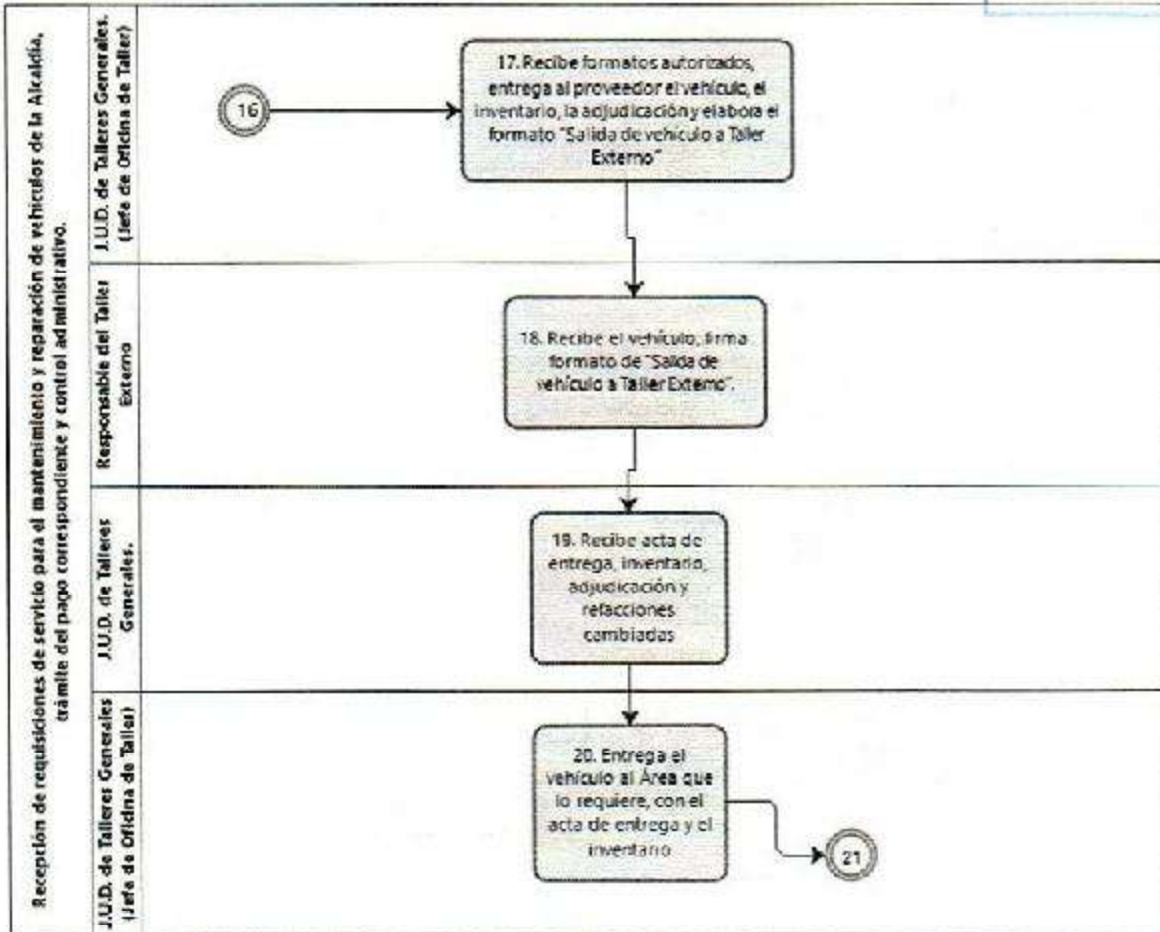 Recepción de requisiciones de servicio para el mantenimiento y reparación de vehículos de la Alcaldía,
trámite del pago correspondiente y control administrativo.
J.U.D. de Talleres Generales.
(Jefa de Oficina de Taller)
16
17. Recibe formatos autorizados,
entrega al proveedor el vehículo, el
inventario, la adjudicación y elabora el
formato "Salida de vehículo a Taller
Externo"
Responsable del Taller
Externo
18. Recibe el vehículo, firma
formato de "Salida de
vehículo a Taller Externo".
J.U.D. de Talleres
Generales.
19. Recibe acta de
entrega, inventario,
adjudicación y
refacciones
cambiadas
J.U.D. de Talleres Generales
(Jefa de Oficina de Taller)
20. Entrega el
vehículo al Área que
lo requiere, con el
acta de entrega y el
inventario
21